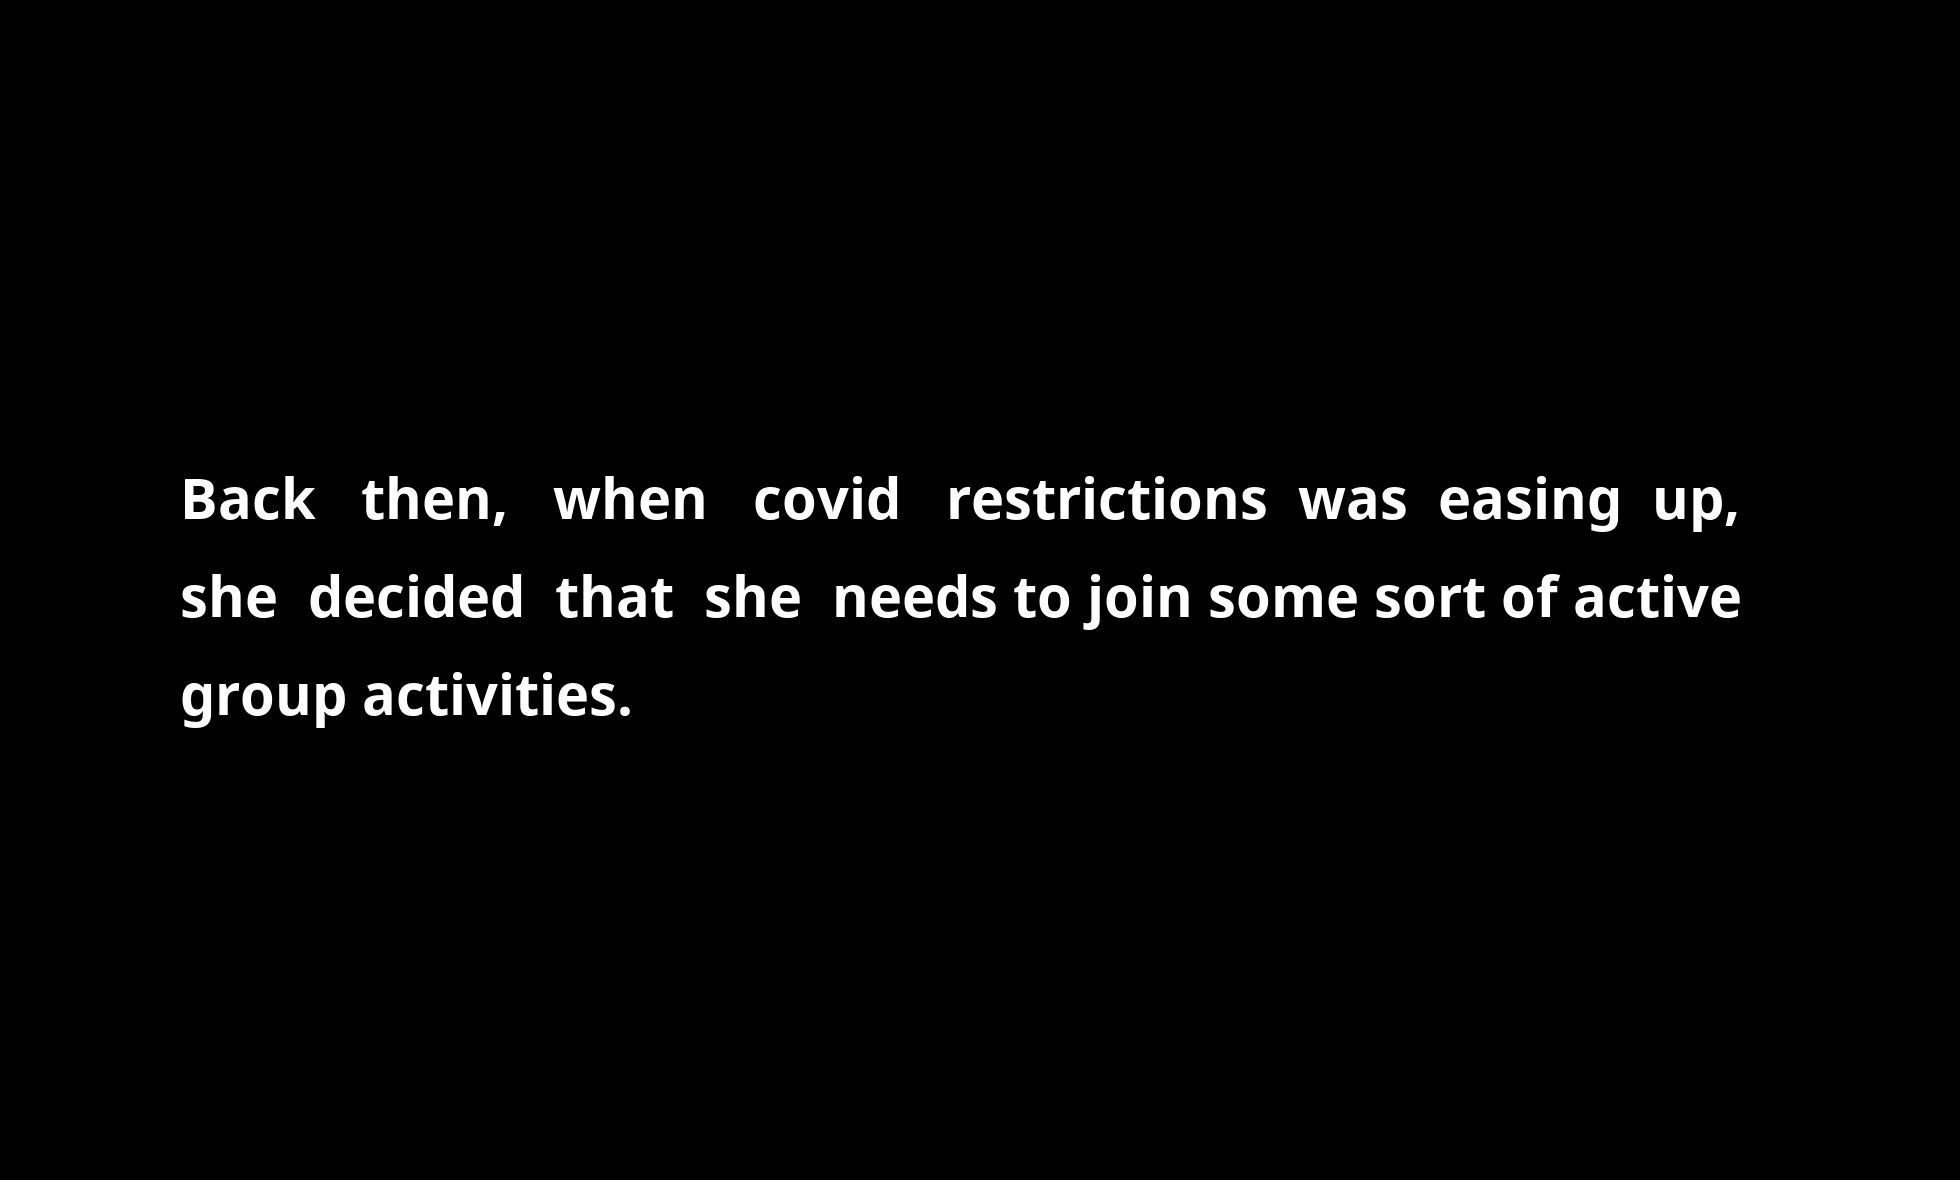 Back then, when covid restrictions was easing up,
she decided that she needs to join some sort of active
group activities.